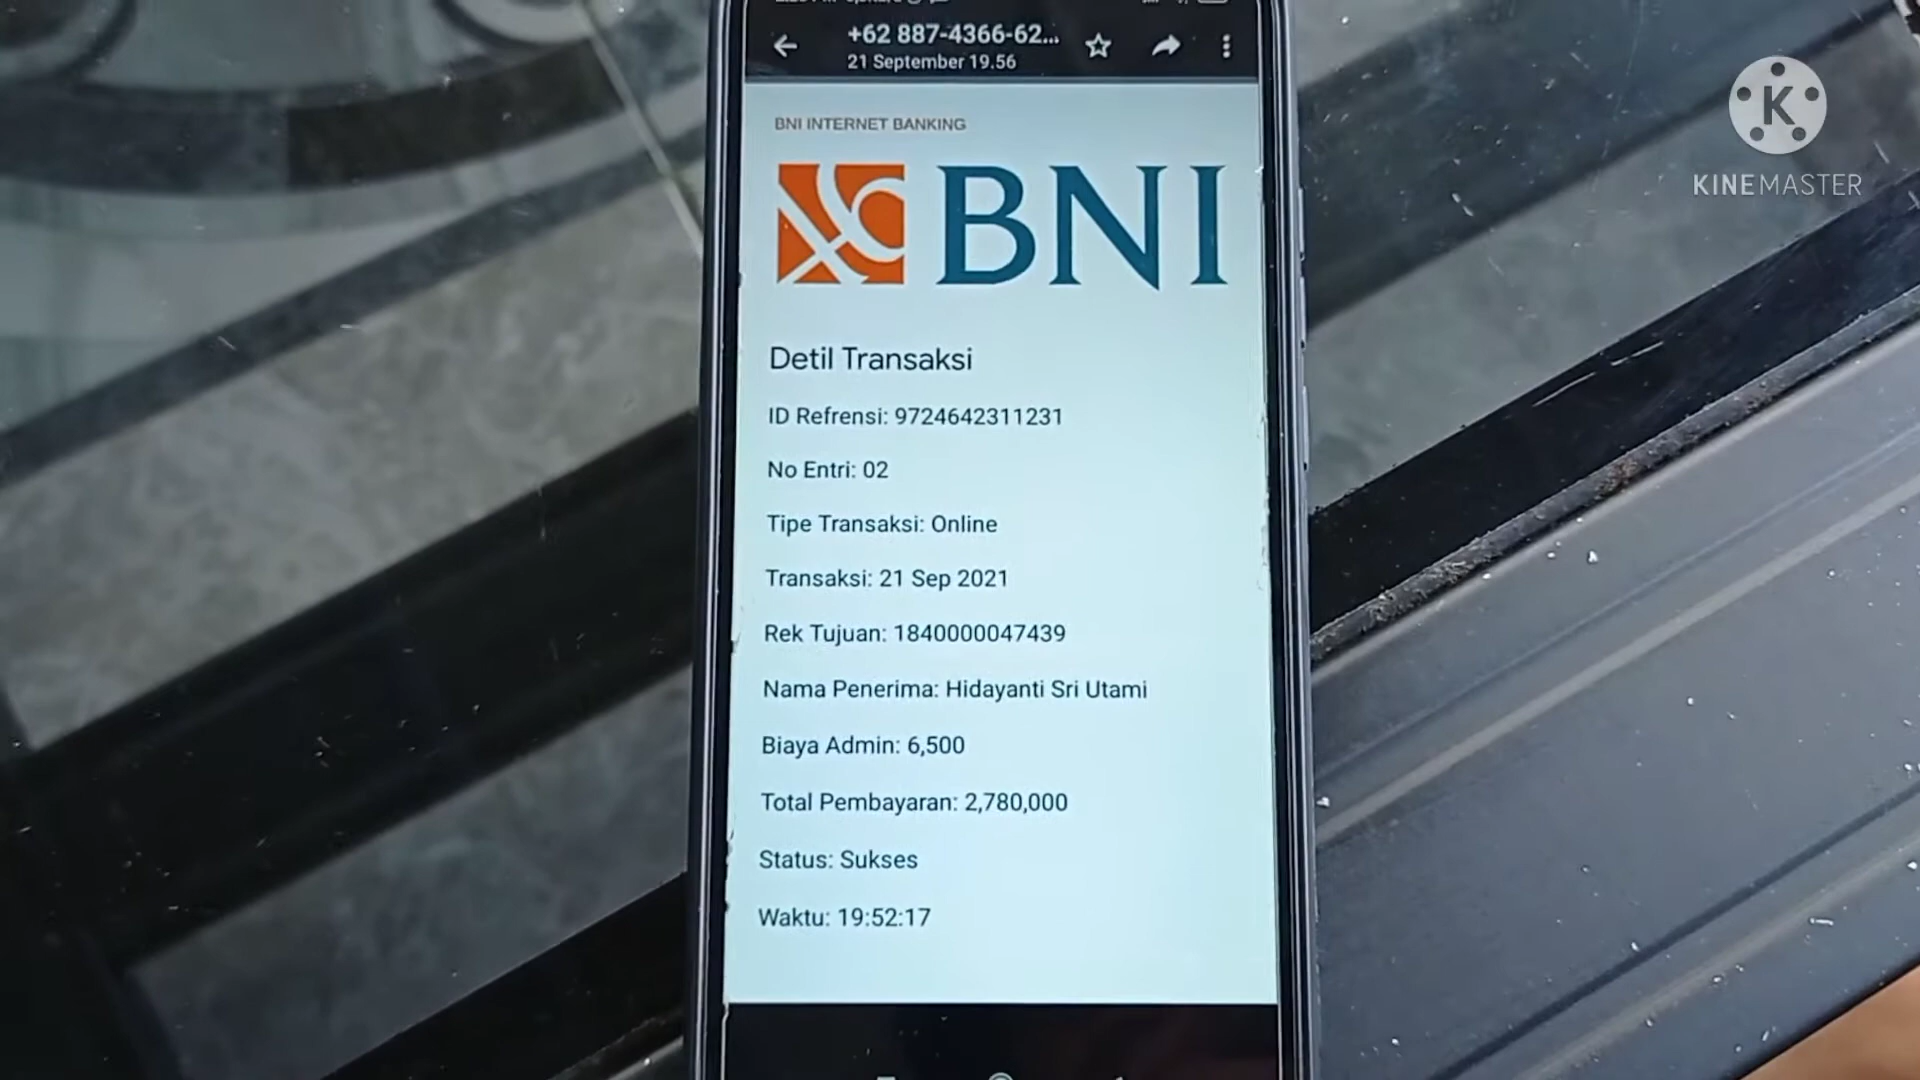 +62 887-4366-62...
21 September 19.56
BNI INTERNET BANKING
BNI
Detil Transaksi
ID Refrensi: 9724642311231
No Entri: 02
Tipe Transaksi: Online
Transaksi: 21 Sep 2021
Rek Tujuan: 1840000047439
Nama Penerima: Hidayanti Sri Utami
Biaya Admin: 6,500
Total Pembayaran: 2,780,000
Status: Sukses
Waktu: 19:52:17
K
KINEMASTER